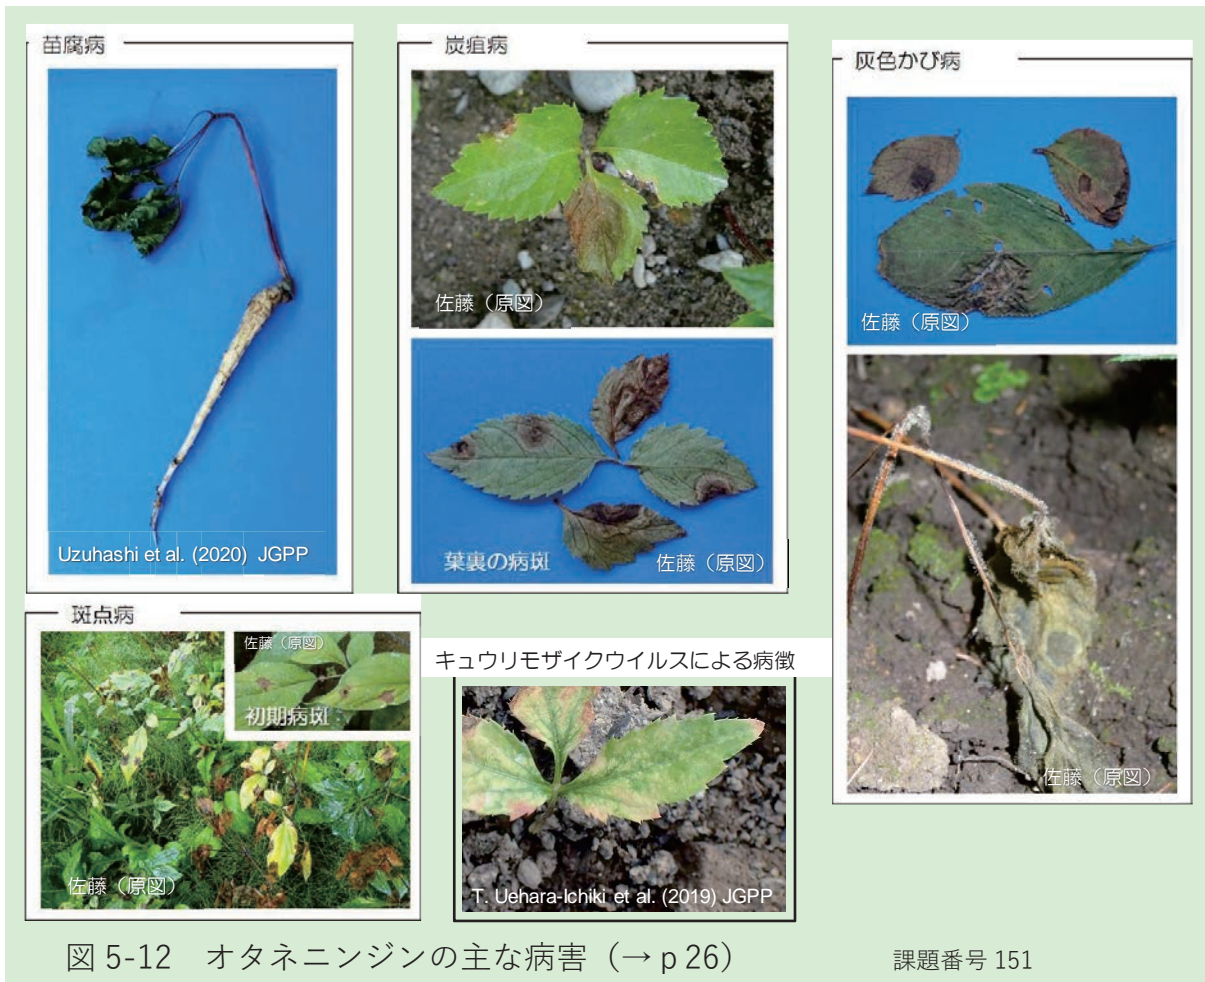 苗腐病
Uzuhashi et al. (2020) JGPP
炭疽病
佐藤（原図）
葉裏の病斑
佐藤（原図）
灰色かび病
佐藤（原図）
佐藤（原図）
斑点病
佐藤（原図）
初期病斑
佐藤（原図）
キュウリモザイクウイルスによる病徴
T. Uehara-Ichiki et al. (2019) JGPP
図 5-12　オタネニンジンの主な病害（→ p 26）
課題番号 151